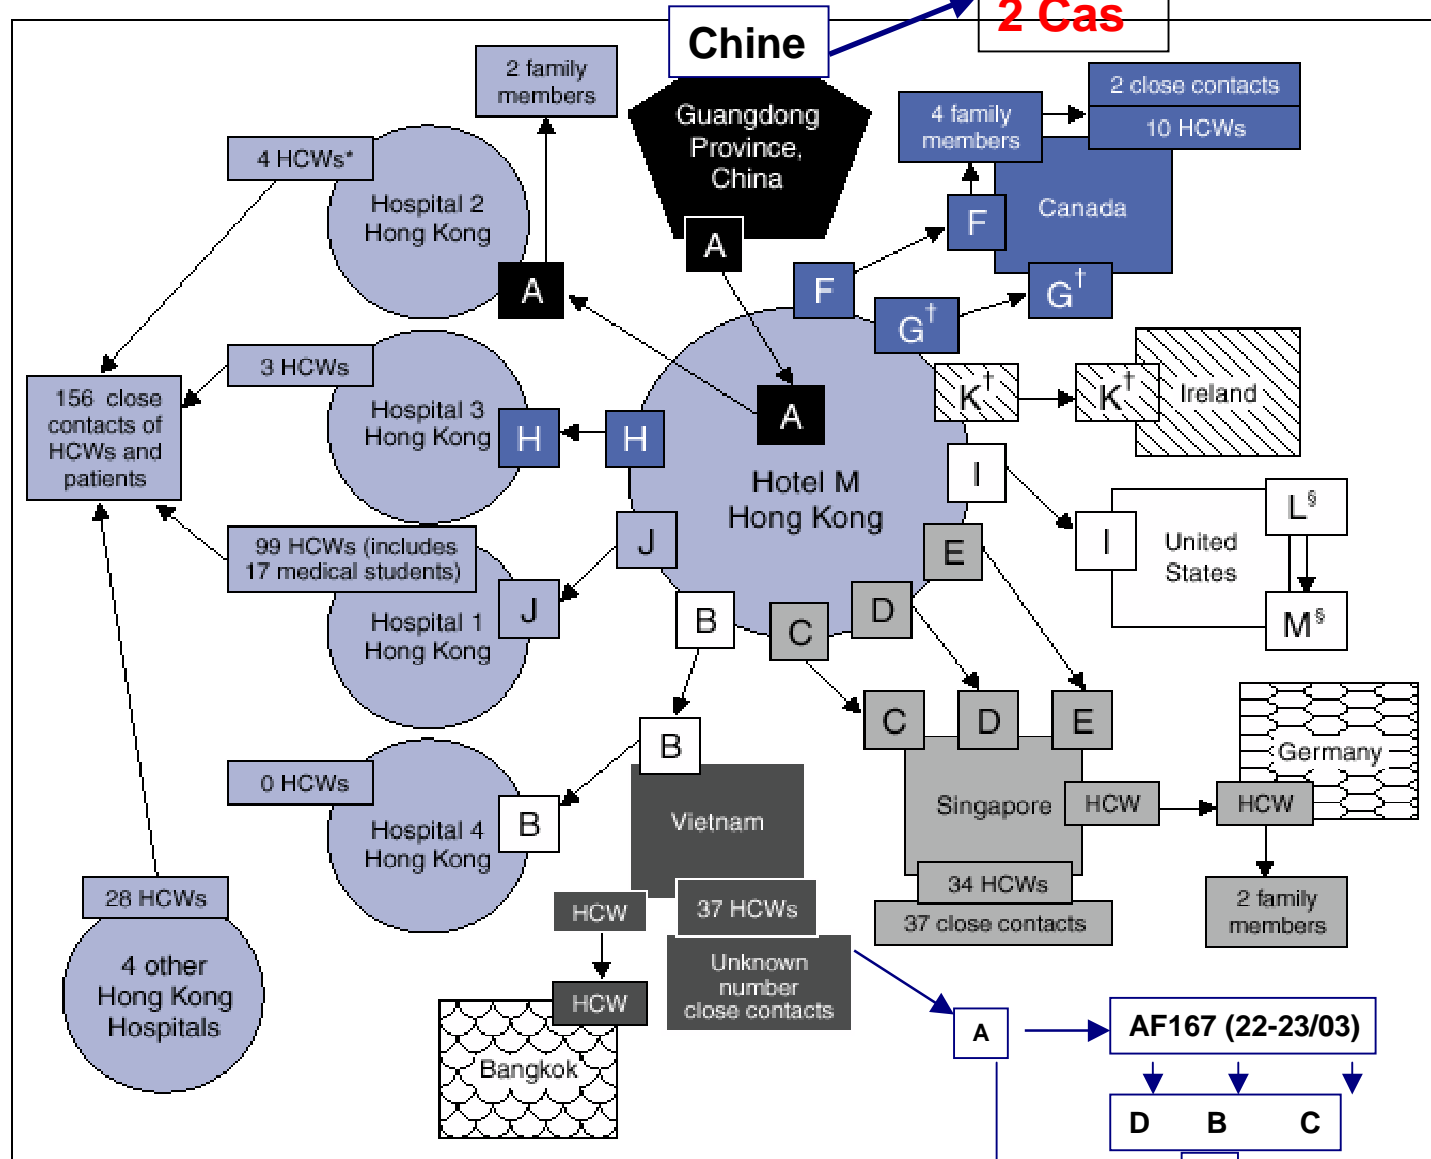 2 Cas
Chine
2 family
members
Guangdong
Province,
China
A
4 family
members
2 close contacts
10 HCWs
4 HCWs*
Hospital 2
Hong Kong
A
F
Canada
F
G†
G†
3 HCWs
Hospital 3
Hong Kong
H
H
A
Hotel M
Hong Kong
K†
K†
Ireland
156 close
contacts of
HCWs and
patients
I
I
United
States
L§
M§
99 HCWs (includes
17 medical students)
J
J
Hospital 1
Hong Kong
B
C
D
E
B
C
D
E
0 HCWs
Hospital 4
Hong Kong
B
Vietnam
Singapore
HCW
HCW
Germany
34 HCWs
37 close contacts
2 family
members
28 HCWs
4 other
Hong Kong
Hospitals
HCW
37 HCWs
Unknown
number
close contacts
HCW
Bangkok
A
AF167 (22-23/03)
D B C